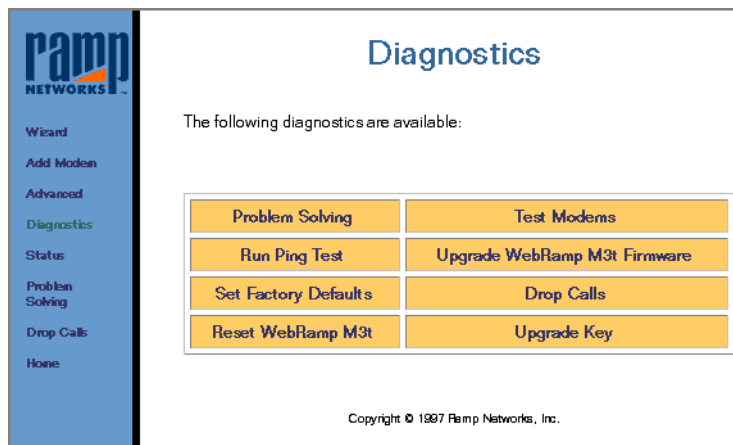 ramp
NETWORKS™
Wizard
Add Modem
Advanced
Diagnostics
Status
Problem
Solving
Drop Calls
Home
Diagnostics
The following diagnostics are available:
Problem Solving
Test Modems
Run Ping Test
Upgrade WebRamp M3t Firmware
Set Factory Defaults
Drop Calls
Reset WebRamp M3t
Upgrade Key
Copyright © 1997 Ramp Networks, Inc.